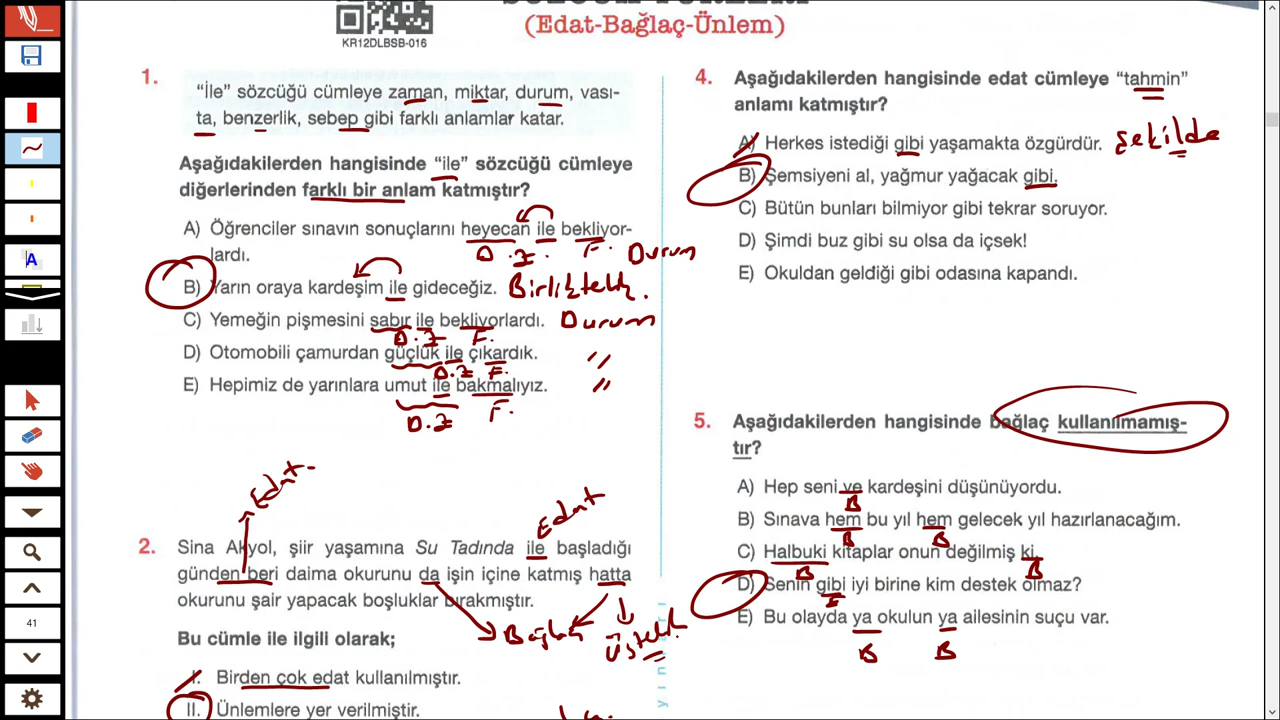 (Edat-Bağlaç-Ünlem)
KR12DLBSB-016
1.
"İle" sözcüğü cümleye zaman, miktar, durum, vası-
ta, benzerlik, sebep gibi farklı anlamlar katar.
Aşağıdakilerden hangisinde "ile" sözcüğü cümleye
diğerlerinden farklı bir anlam katmıştır?
A) Öğrenciler sınavın sonuçlarını heyecan ile bekliyor-
D. Z. F. Durum
lardı.
B) Yarın oraya kardeşim ile gideceğiz. Birliktelik.
C) Yemeğin pişmesini sabır ile bekliyorlardı. Durum
D.Z F.
D) Otomobili çamurdan güçlük ile çıkardık. "
D.Z F.
E) Hepimiz de yarınlara umut ile bakmalıyız. "
D.Z F.
Edat
Edat
2. Sina Akyol, şiir yaşamına Su Tadında ile başladığı
günden beri daima okurunu da işin içine katmış hatta
okurunu şair yapacak boşluklar bırakmıştır.
Bağlaç üstelik.
Bu cümle ile ilgili olarak;
I. Birden çok edat kullanılmıştır.
II. Ünlemlere yer verilmiştir.
4. Aşağıdakilerden hangisinde edat cümleye "tahmin"
anlamı katmıştır?
A) Herkes istediği gibi yaşamakta özgürdür. Şekilde
B) Şemsiyeni al, yağmur yağacak gibi.
C) Bütün bunları bilmiyor gibi tekrar soruyor.
D) Şimdi buz gibi su olsa da içsek!
E) Okuldan geldiği gibi odasına kapandı.
5. Aşağıdakilerden hangisinde bağlaç kullanılmamış-
tır?
A) Hep seni ve kardeşini düşünüyordu.
B
B) Sınava hem bu yıl hem gelecek yıl hazırlanacağım.
B B
C) Halbuki kitaplar onun değilmiş ki.
B B
D) Senin gibi iyi birine kim destek olmaz?
E
E) Bu olayda ya okulun ya ailesinin suçu var.
B B
A
41